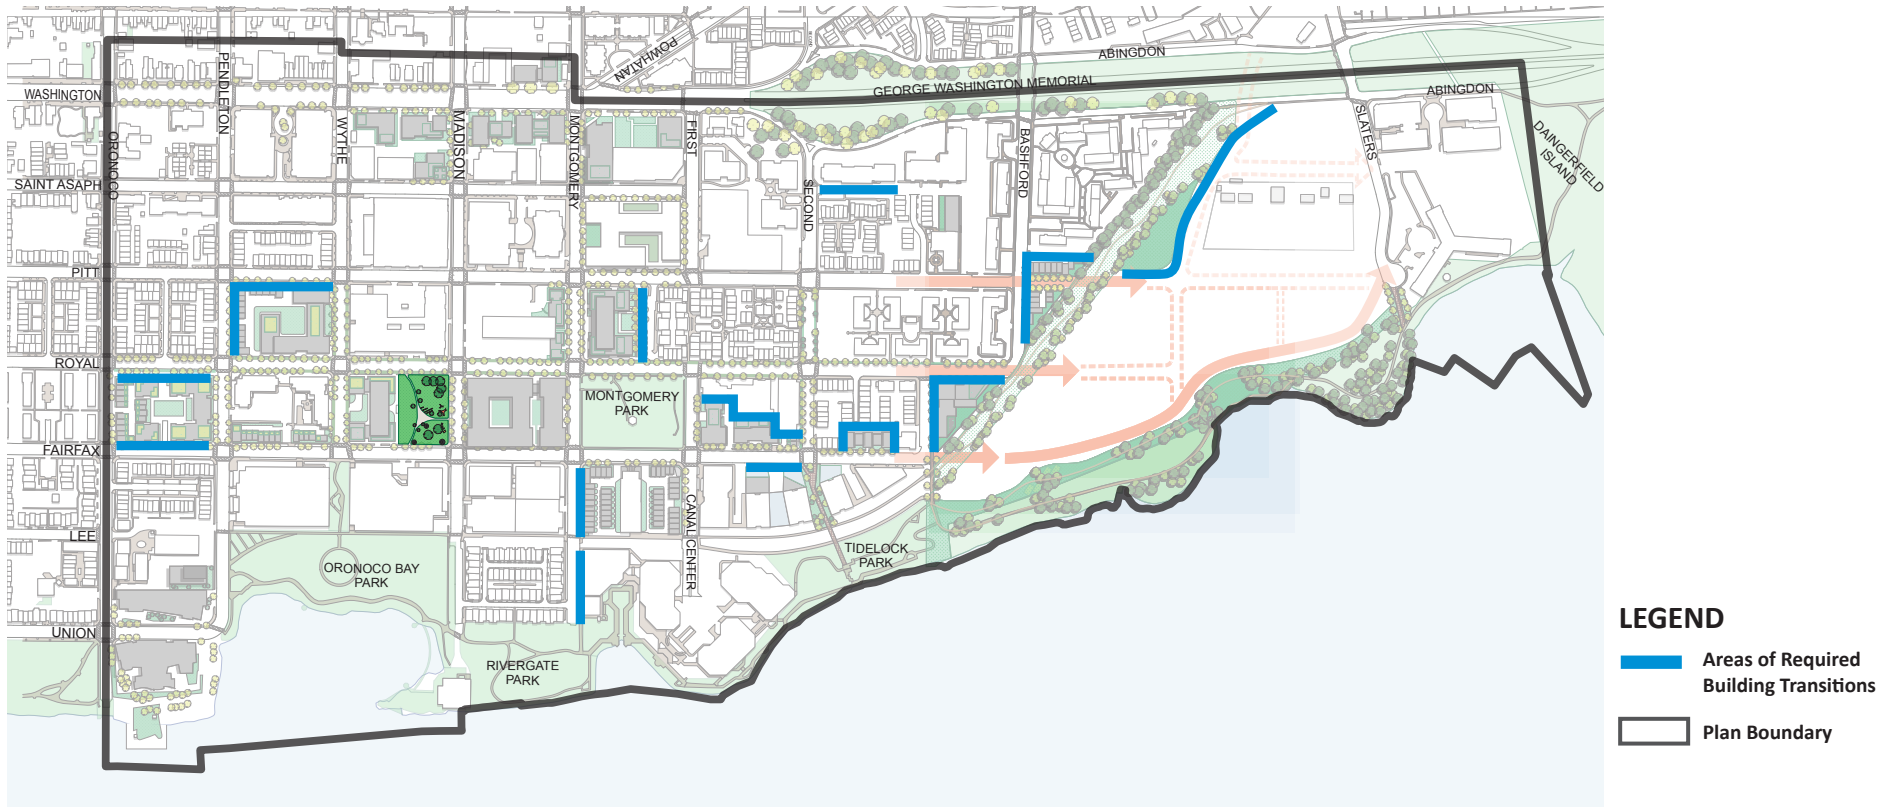 POWHATAN
ABINGDON
GEORGE WASHINGTON MEMORIAL
ABINGDON
WASHINGTON
ORONOCO
PENDLETON
WYTHE
MADISON
MONTGOMERY
FIRST
SECOND
BASHFORD
SLATERS
DAINGERFIELD
ISLAND
SAINT ASAPH
PITT
ROYAL
MONTGOMERY
PARK
FAIRFAX
CANAL CENTER
LEE
TIDELOCK
PARK
ORONOCO BAY
PARK
UNION
RIVERGATE
PARK
LEGEND
Areas of Required
Building Transitions
Plan Boundary